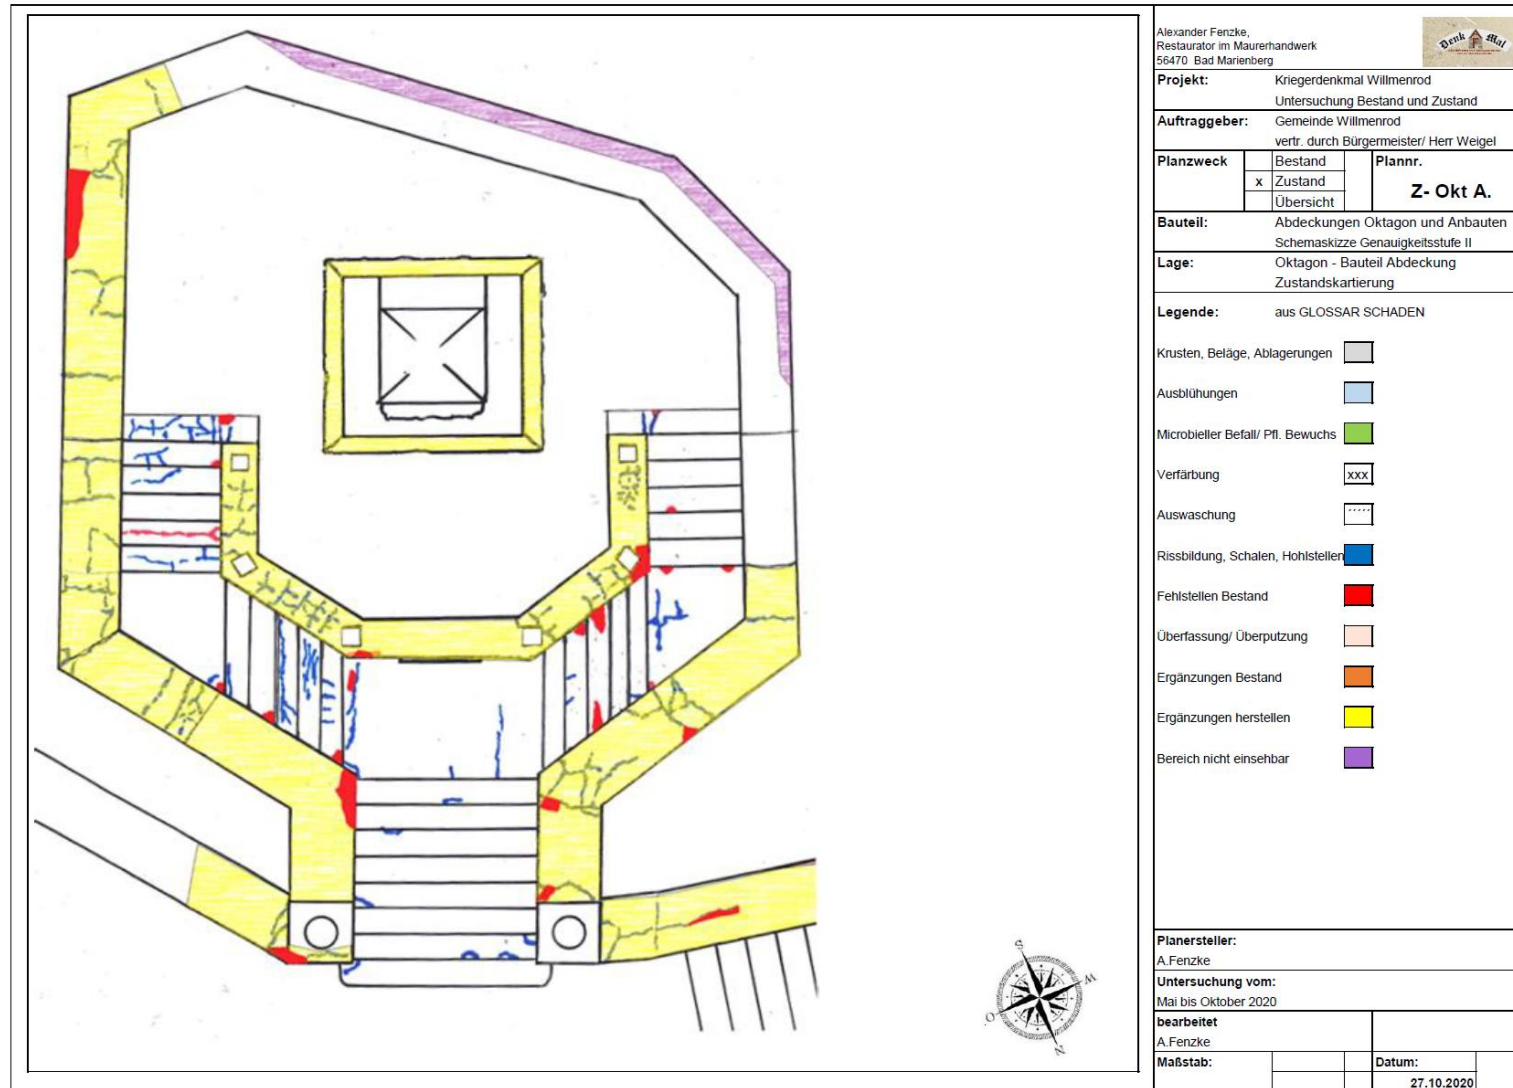 Alexander Fenzke,
Restaurator im Maurerhandwerk
56470 Bad Marienberg
Denk Mal
Projekt: Kriegerdenkmal Willmenrod
Untersuchung Bestand und Zustand
Auftraggeber: Gemeinde Willmenrod
vertr. durch Bürgermeister/ Herr Weigel
Planzweck Bestand Plannr.
x Zustand Z- Okt A.
Übersicht
Bauteil: Abdeckungen Oktagon und Anbauten
Schemaskizze Genauigkeitsstufe II
Lage: Oktagon - Bauteil Abdeckung
Zustandskartierung
Legende: aus GLOSSAR SCHADEN
Krusten, Beläge, Ablagerungen
Ausblühungen
Microbieller Befall/ Pfl. Bewuchs
Verfärbung xxx
Auswaschung
Rissbildung, Schalen, Hohlstellen
Fehlstellen Bestand
Überfassung/ Überputzung
Ergänzungen Bestand
Ergänzungen herstellen
Bereich nicht einsehbar
S
W
O
N
Planersteller:
A.Fenzke
Untersuchung vom:
Mai bis Oktober 2020
bearbeitet
A.Fenzke
Maßstab: Datum:
27.10.2020